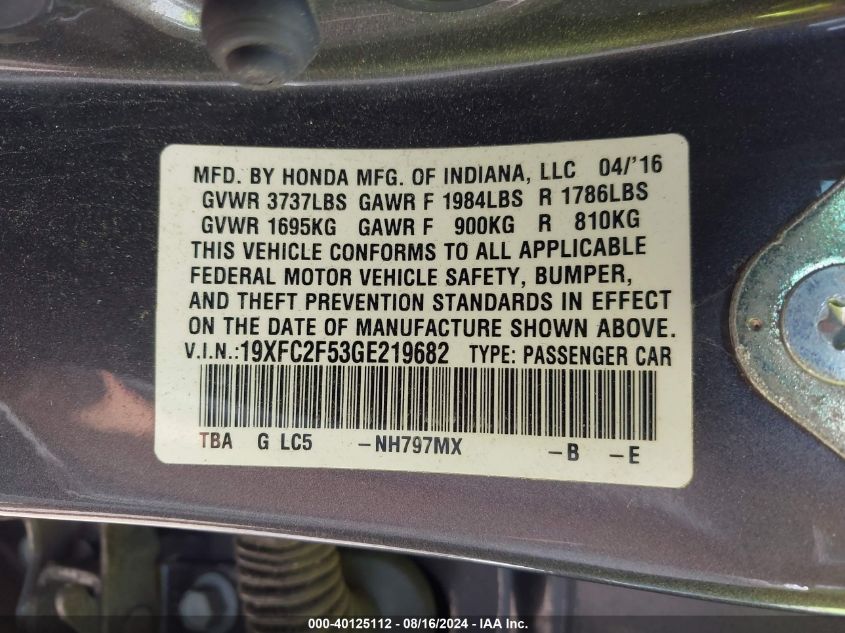 MFD. BY HONDA MFG. OF INDIANA, LLC 04/'16
GVWR 3737LBS GAWR F 1984LBS R 1786LBS
GVWR 1695KG GAWR F 900KG R 810KG
THIS VEHICLE CONFORMS TO ALL APPLICABLE
FEDERAL MOTOR VEHICLE SAFETY, BUMPER,
AND THEFT PREVENTION STANDARDS IN EFFECT
ON THE DATE OF MANUFACTURE SHOWN ABOVE.
V.I.N.:19XFC2F53GE219682 TYPE: PASSENGER CAR
TBA G LC5 -NH797MX -B -E
000-40125112 - 08/16/2024 - IAA Inc.